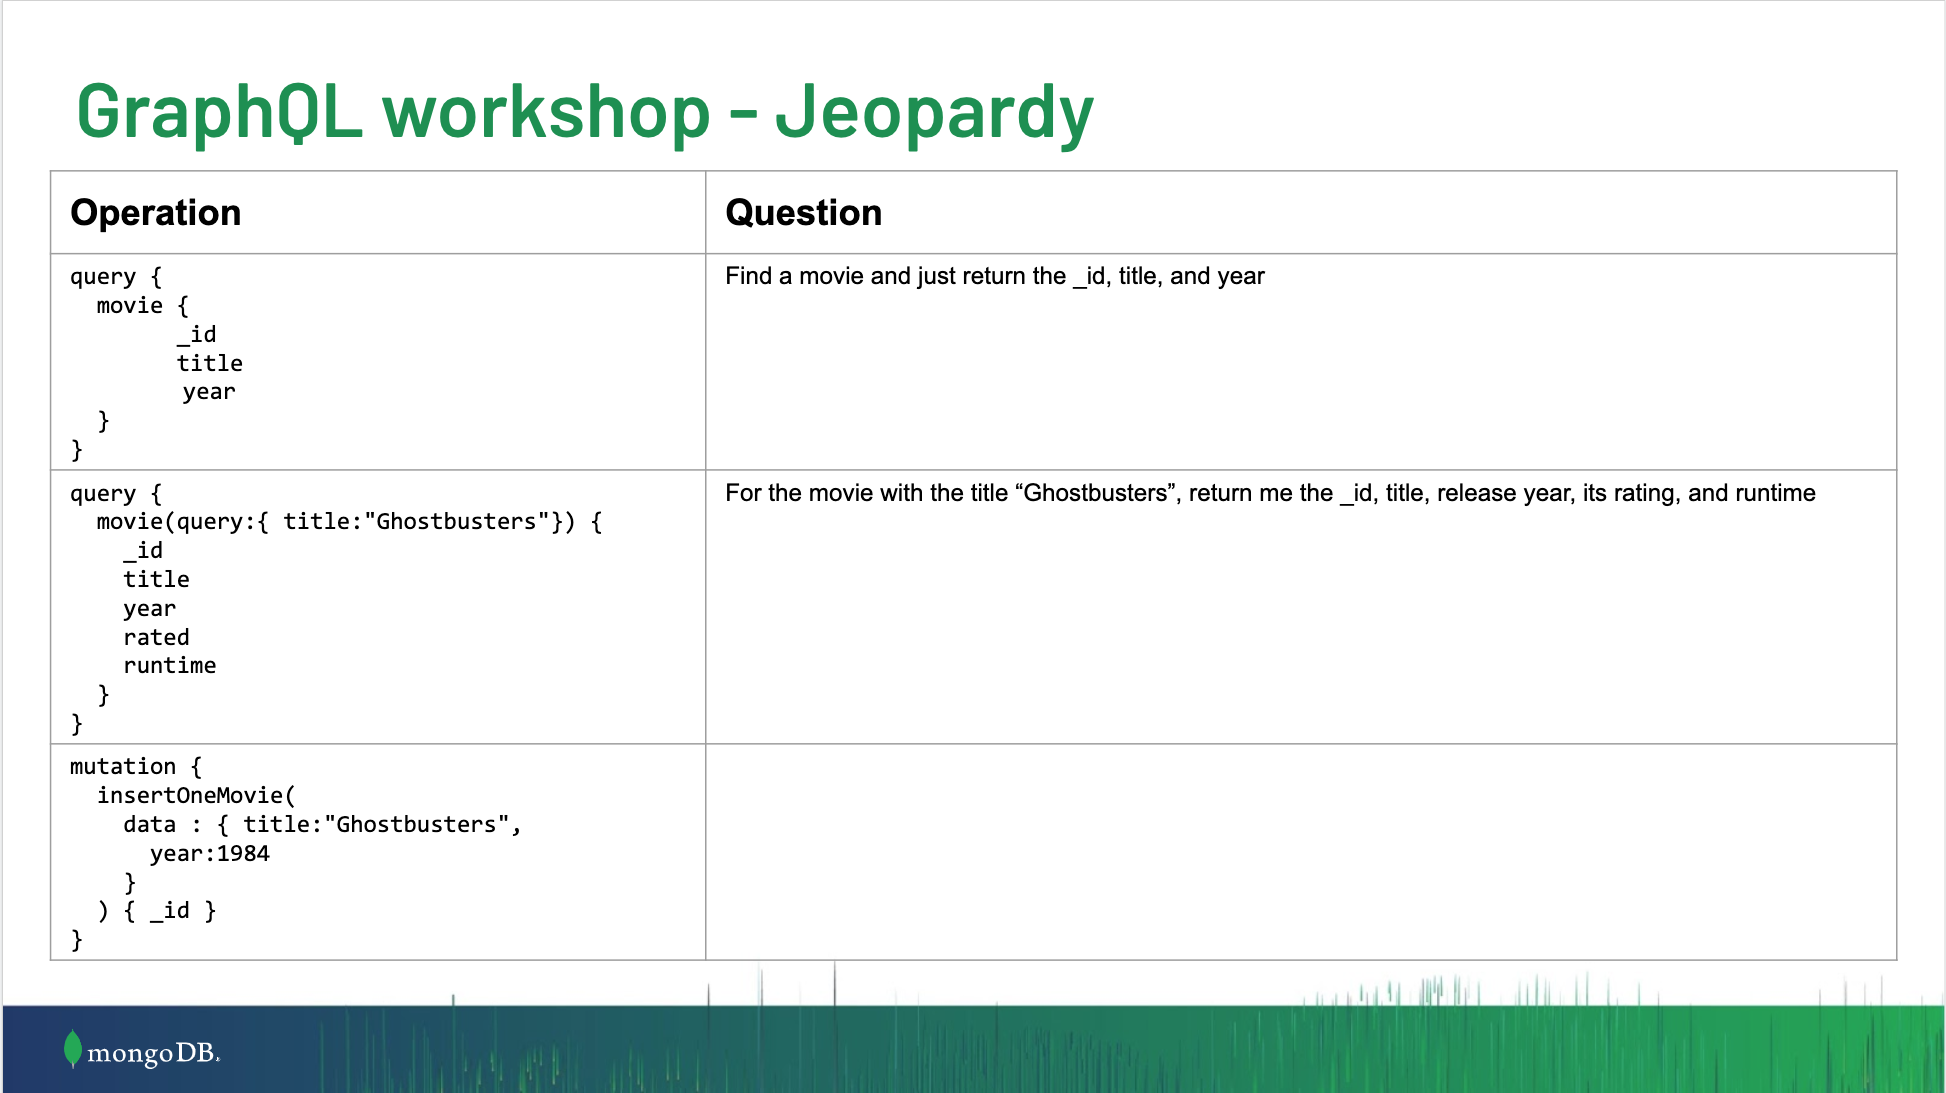 GraphQL workshop - Jeopardy
Operation
Question
query {
movie {
_id
title
year
}
}
Find a movie and just return the _id, title, and year
query {
movie(query:{ title:"Ghostbusters"}) {
_id
title
year
rated
runtime
}
}
For the movie with the title “Ghostbusters”, return me the _id, title, release year, its rating, and runtime
mutation {
insertOneMovie(
data : { title:"Ghostbusters",
year:1984
}
) { _id }
}
mongoDB.